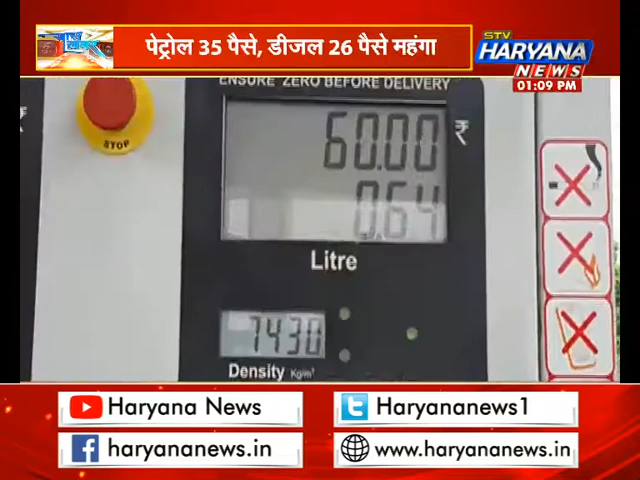 पेट्रोल 35 पैसे, डीजल 26 पैसे महंगा
STV
HARYANA
NEWS
01:09 PM
ENSURE ZERO BEFORE DELIVERY
STOP
60.00 ₹
0.64
Litre
7430
Density Kg/m³
Haryana News
Haryananews1
haryananews.in
www.haryananews.in